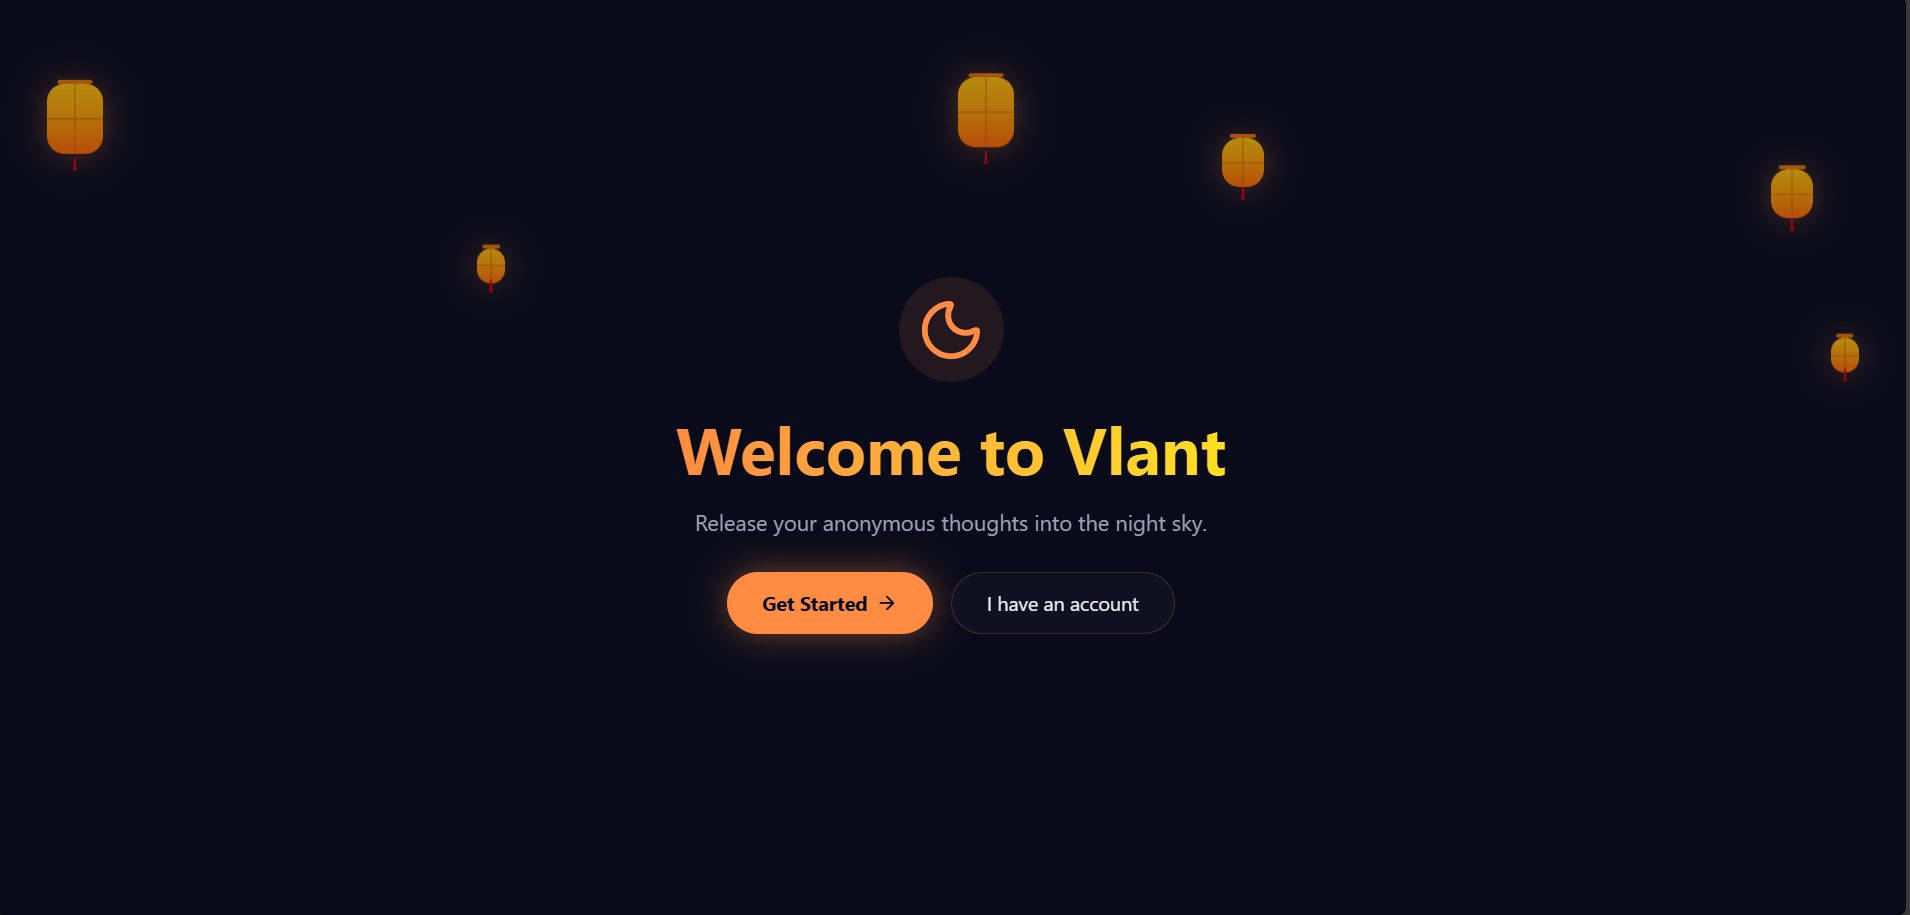 Welcome to Vlant
Release your anonymous thoughts into the night sky.
Get Started →
I have an account